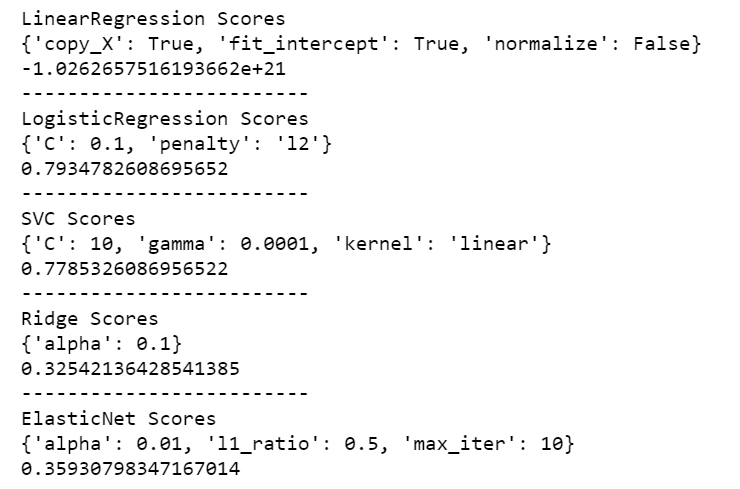 LinearRegression Scores
{'copy_X': True, 'fit_intercept': True, 'normalize': False}
-1.0262657516193662e+21
-------------------------
LogisticRegression Scores
{'C': 0.1, 'penalty': 'l2'}
0.7934782608695652
-------------------------
SVC Scores
{'C': 10, 'gamma': 0.0001, 'kernel': 'linear'}
0.7785326086956522
-------------------------
Ridge Scores
{'alpha': 0.1}
0.32542136428541385
-------------------------
ElasticNet Scores
{'alpha': 0.01, 'l1_ratio': 0.5, 'max_iter': 10}
0.35930798347167014